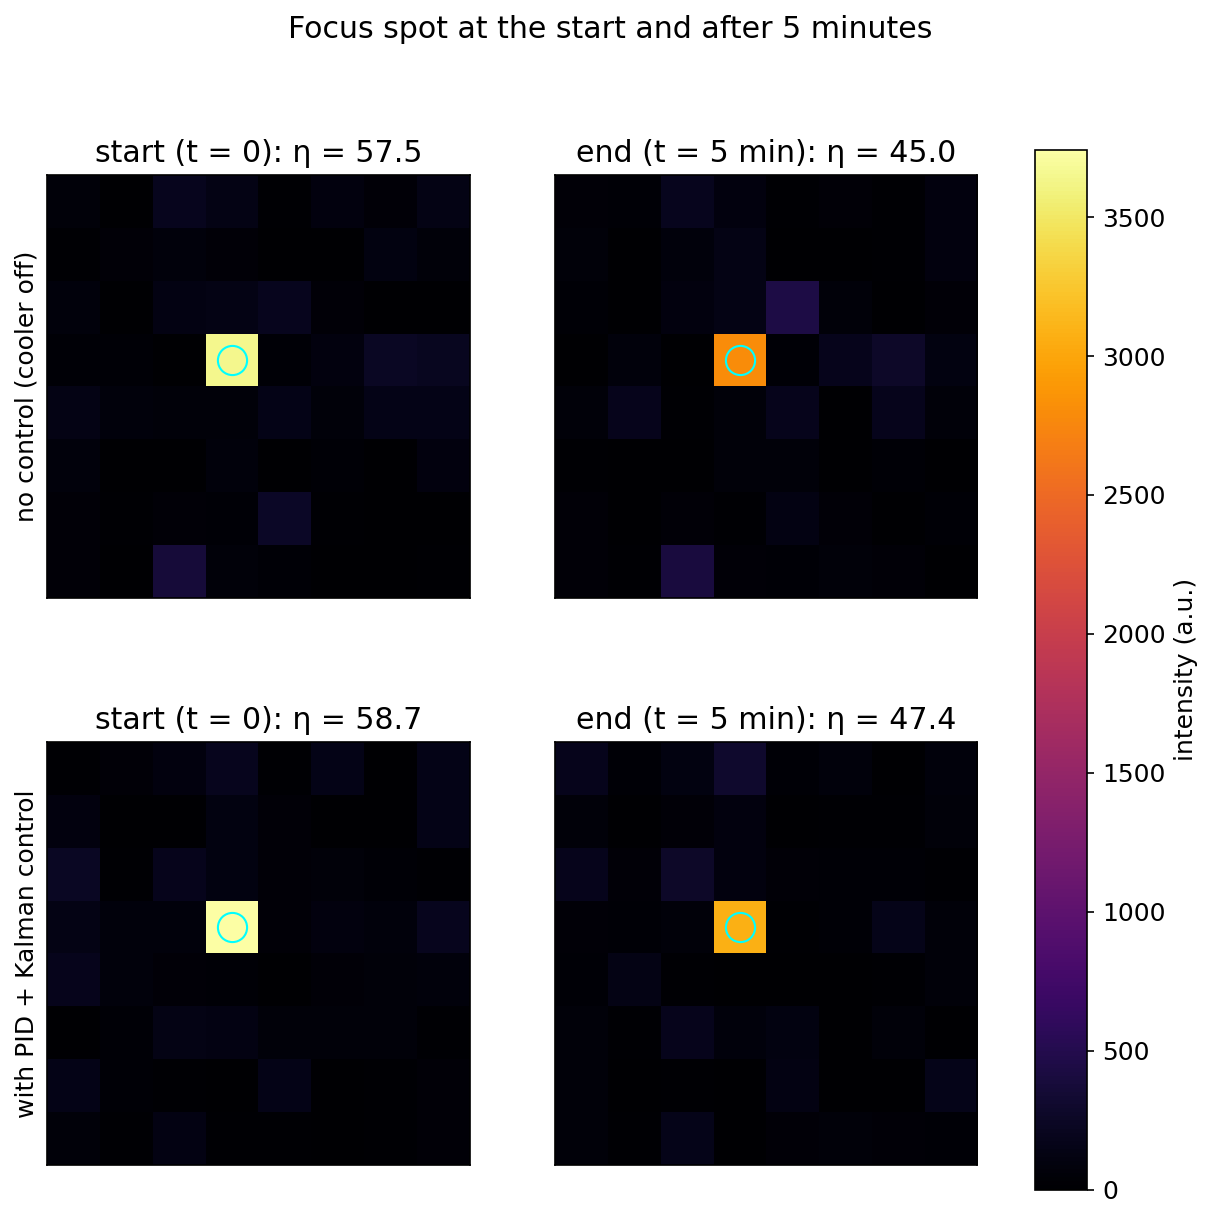 Focus spot at the start and after 5 minutes
start (t = 0): η = 57.5
end (t = 5 min): η = 45.0
no control (cooler off)
start (t = 0): η = 58.7
end (t = 5 min): η = 47.4
with PID + Kalman control
3500
3000
2500
2000
1500
1000
500
0
intensity (a.u.)